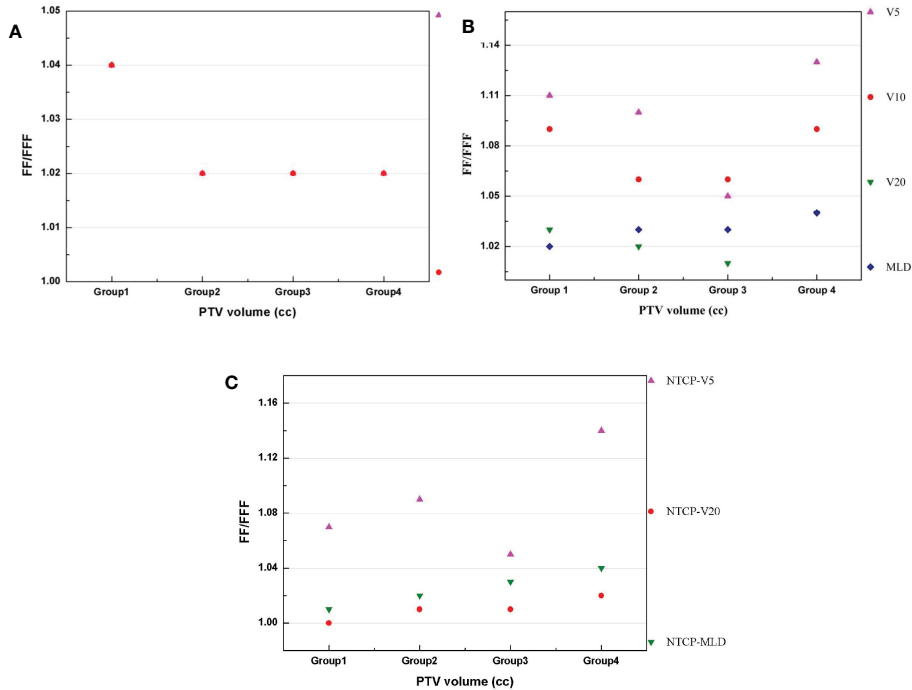 A
1.05
1.04
1.03
1.02
1.01
1.00
FF/FFF
Group1 Group2 Group3 Group4
PTV volume (cc)
B
1.14
1.11
1.08
1.05
1.02
FF/FFF
Group 1 Group 2 Group 3 Group 4
PTV volume (cc)
V5
V10
V20
MLD
C
1.16
1.12
1.08
1.04
1.00
FF/FFF
Group1 Group2 Group3 Group4
PTV volume (cc)
NTCP-V5
NTCP-V20
NTCP-MLD